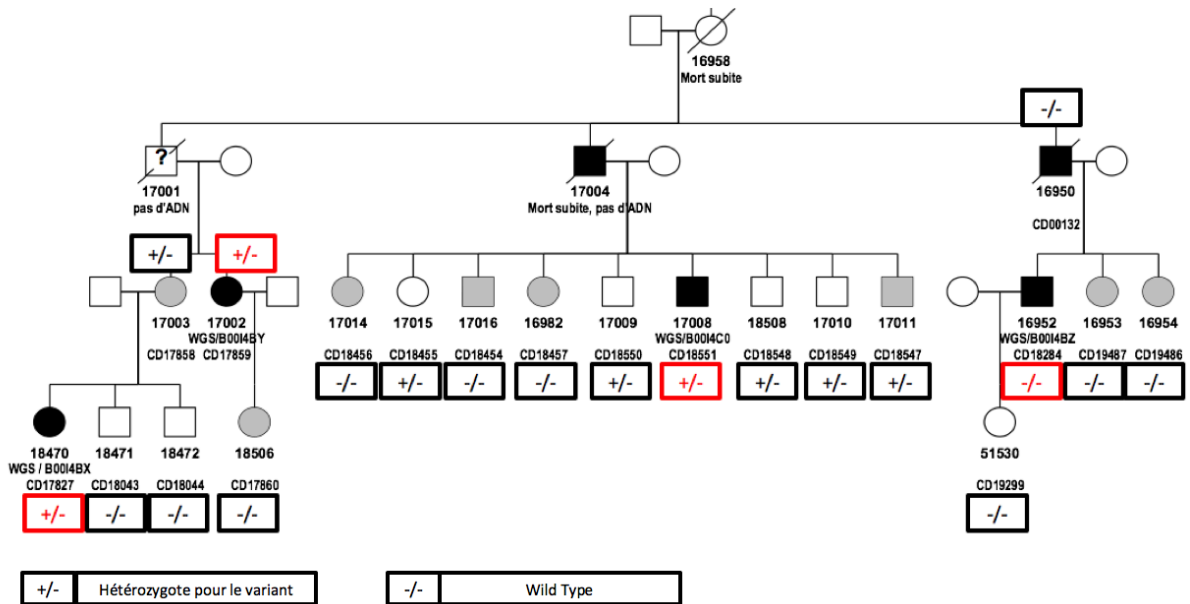 16958
Mort subite
-/-
?
17001
pas d'ADN
17004
Mort subite, pas d'ADN
16950
CD00132
+/-
+/-
17003
CD17858
17002
WGS/B00I4BY
CD17859
17014
17015
17016
16982
17009
17008
18508
17010
17011
WGS/B00I4C0
CD18456
CD18455
CD18454
CD18457
CD18550
CD18551
CD18548
CD18549
CD18547
-/-
+/-
-/-
-/-
+/-
+/-
+/-
+/-
+/-
16952
16953
16954
WGS/B00I4BZ
CD18284
CD19487
CD19486
-/-
-/-
-/-
18470
18471
18472
18506
WGS / B00I4BX
CD17827
CD18043
CD18044
CD17860
+/-
-/-
-/-
-/-
51530
CD19299
-/-
+/- Hétérozygote pour le variant
-/- Wild Type